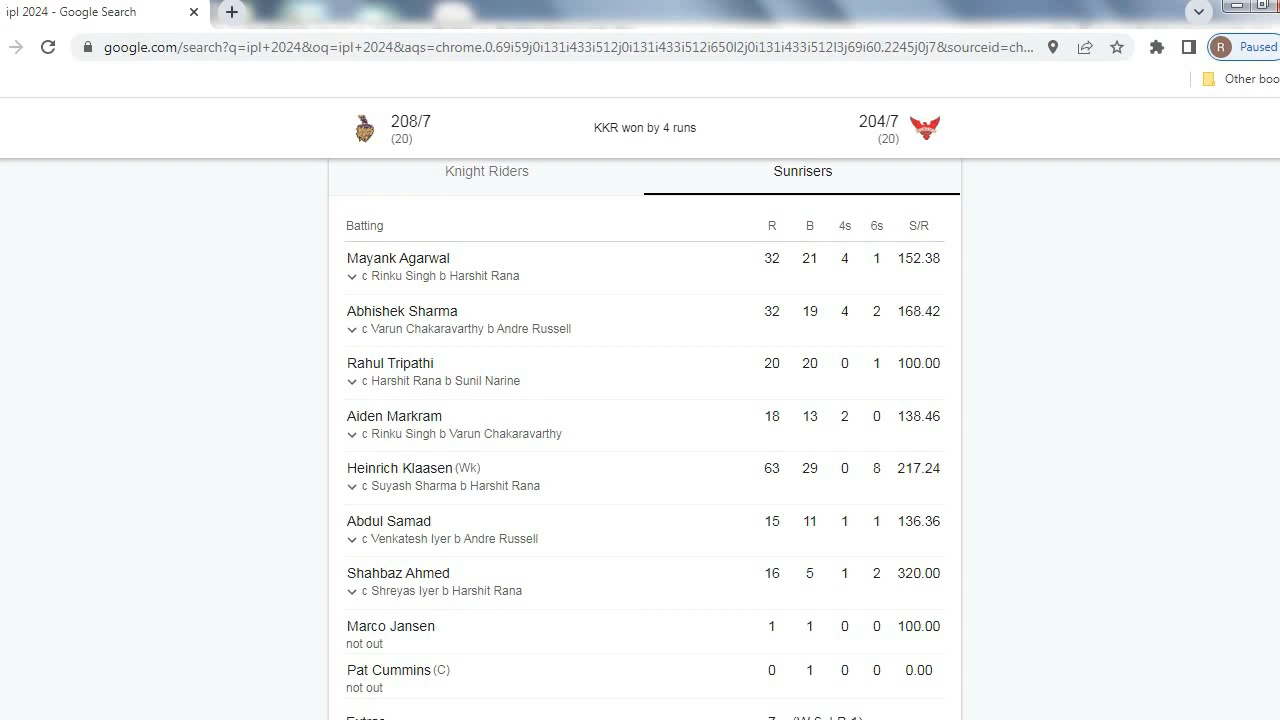 ipl 2024 - Google Search
google.com/search?q=ipl+2024&oq=ipl+2024&aqs=chrome.0.69i59j0i131i433i512j0i131i433i512i620l2j0i131i433i512l3j69i60.2245j0j7&sourceid=ch...
R Paused
Other boo
208/7
(20)
KKR won by 4 runs
204/7
(20)
Knight Riders Sunrisers
Batting R B 4s 6s S/R
Mayank Agarwal 32 21 4 1 152.38
c Rinku Singh b Harshit Rana
Abhishek Sharma 32 19 4 2 168.42
c Varun Chakaravarthy b Andre Russell
Rahul Tripathi 20 20 0 1 100.00
c Harshit Rana b Sunil Narine
Aiden Markram 18 13 2 0 138.46
c Rinku Singh b Varun Chakaravarthy
Heinrich Klaasen (Wk) 63 29 0 8 217.24
c Suyash Sharma b Harshit Rana
Abdul Samad 15 11 1 1 136.36
c Venkatesh Iyer b Andre Russell
Shahbaz Ahmed 16 5 1 2 320.00
c Shreyas Iyer b Harshit Rana
Marco Jansen 1 1 0 0 100.00
not out
Pat Cummins (C) 0 1 0 0 0.00
not out
Extras 7